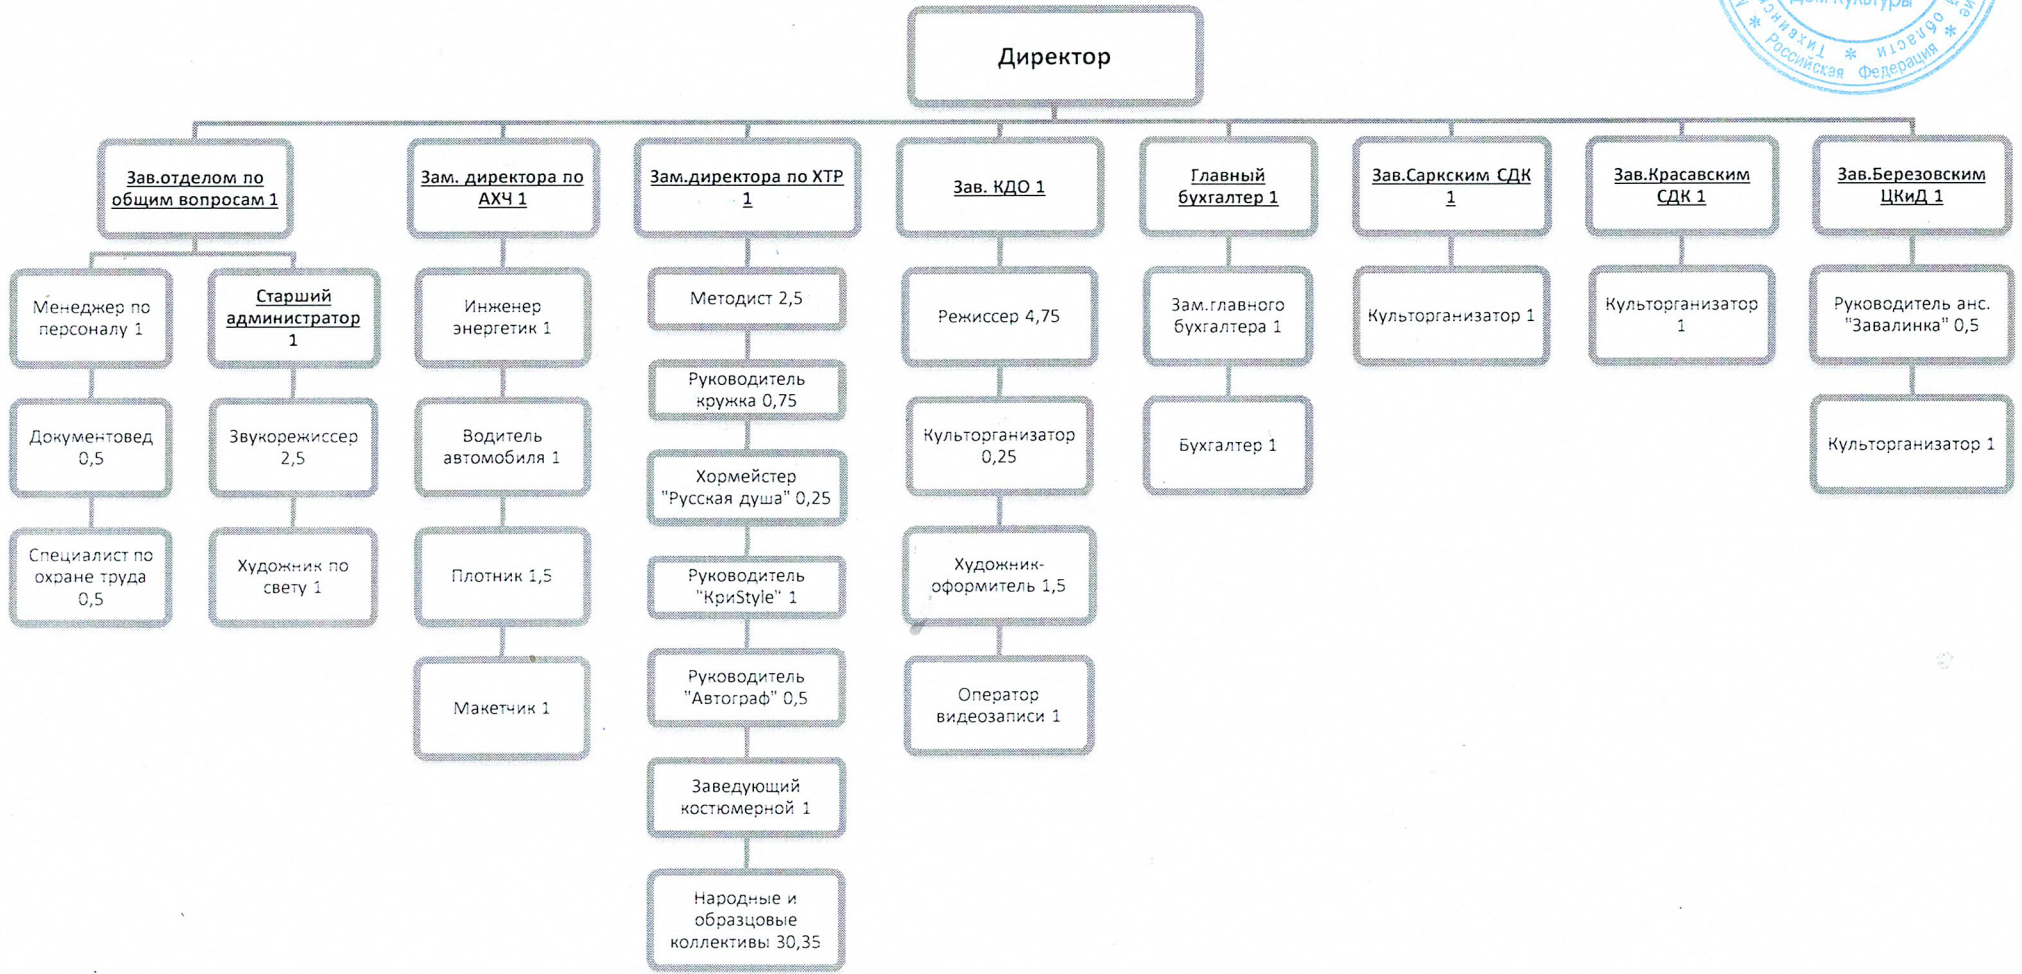 Дом культуры
Тихвинск
области
Российская Федерация
Директор
Зав.отделом по
общим вопросам 1
Зам. директора по
АХЧ 1
Зам.директора по ХТР
1
Зав. КДО 1
Главный
бухгалтер 1
Зав.Саркским СДК
1
Зав.Красавским
СДК 1
Зав.Березовским
ЦКиД 1
Менеджер по
персоналу 1
Документовед
0,5
Специалист по
охране труда
0,5
Старший
администратор
1
Звукорежиссер
2,5
Художник по
свету 1
Инженер
энергетик 1
Водитель
автомобиля 1
Плотник 1,5
Макетчик 1
Методист 2,5
Руководитель
кружка 0,75
Хормейстер
"Русская душа" 0,25
Руководитель
"КриStyle" 1
Руководитель
"Автограф" 0,5
Заведующий
костюмерной 1
Народные и
образцовые
коллективы 30,35
Режиссер 4,75
Культорганизатор
0,25
Художник-
оформитель 1,5
Оператор
видеозаписи 1
Зам.главного
бухгалтера 1
Бухгалтер 1
Культорганизатор 1
Культорганизатор
1
Руководитель анс.
"Завалинка" 0,5
Культорганизатор 1